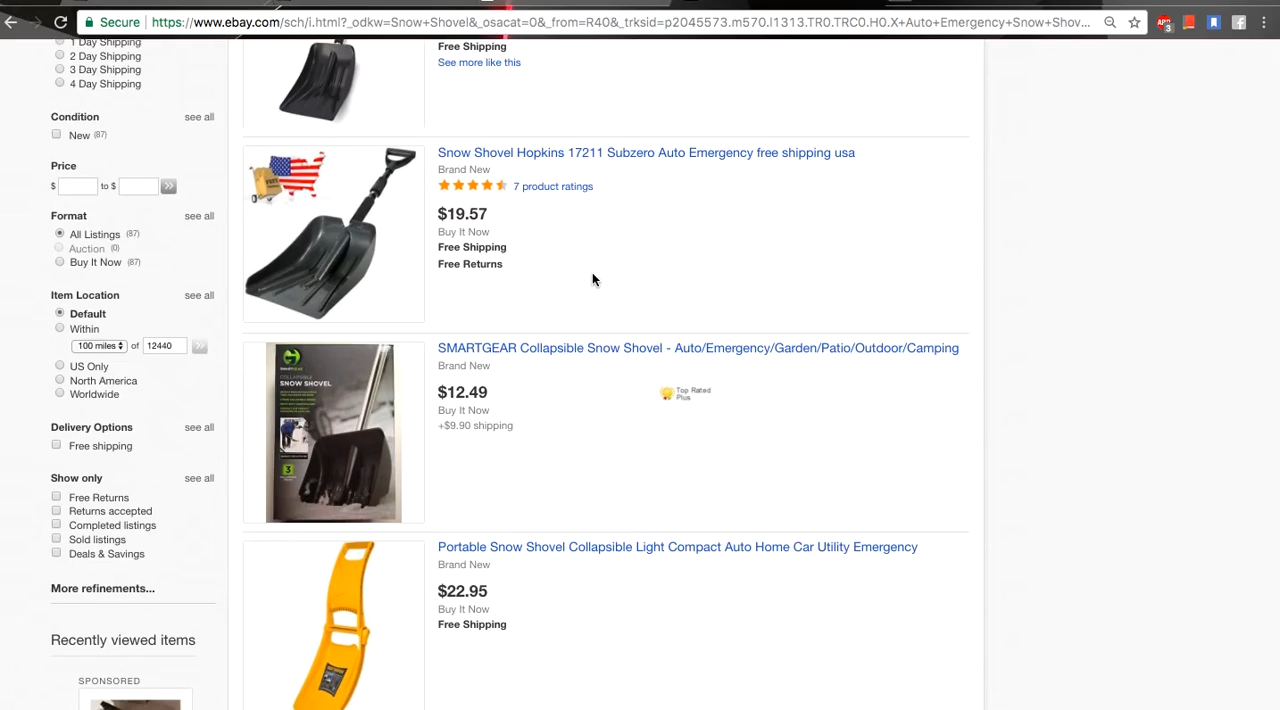 Secure
https://www.ebay.com/sch/i.html?_odkw=Snow+Shovel&_osacat=0&_from=R40&_trksid=p2045573.m570.l1313.TR0.TRC0.H0.X+Auto+Emergency+Snow+Shov...
3
1 Day Shipping
2 Day Shipping
3 Day Shipping
4 Day Shipping
Condition see all
New (87)
Price
$ to $
Format see all
All Listings (87)
Auction (0)
Buy It Now (87)
Item Location see all
Default
Within
100 miles of 12440
US Only
North America
Worldwide
Delivery Options see all
Free shipping
Show only see all
Free Returns
Returns accepted
Completed listings
Sold listings
Deals & Savings
More refinements...
Recently viewed items
SPONSORED
Free Shipping
See more like this
Snow Shovel Hopkins 17211 Subzero Auto Emergency free shipping usa
Brand New
7 product ratings
$19.57
Buy It Now
Free Shipping
Free Returns
SMARTGEAR Collapsible Snow Shovel - Auto/Emergency/Garden/Patio/Outdoor/Camping
Brand New
$12.49
Buy It Now
+$9.90 shipping
Top Rated
Plus
COLLAPSIBLE
SNOW SHOVEL
3
Portable Snow Shovel Collapsible Light Compact Auto Home Car Utility Emergency
Brand New
$22.95
Buy It Now
Free Shipping